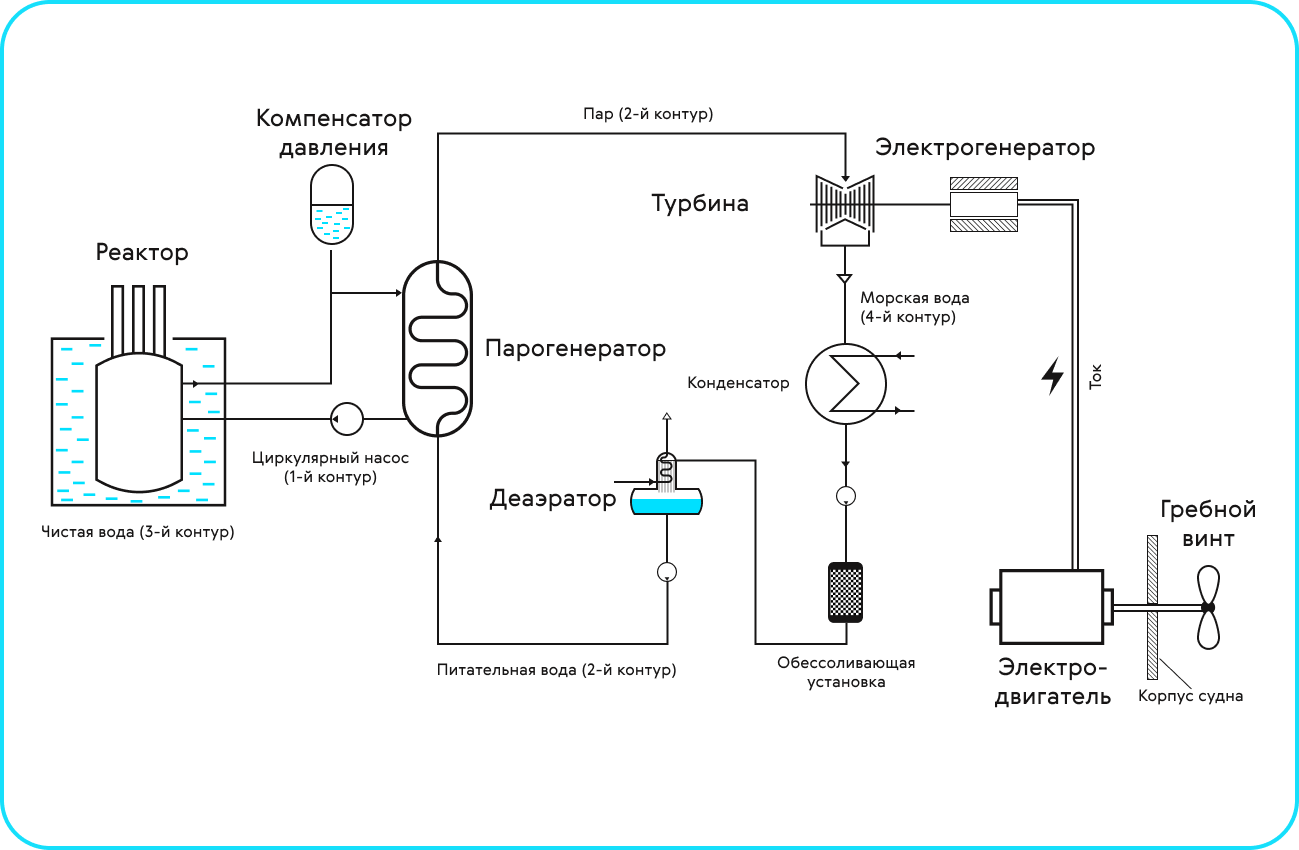 Компенсатор
давления
Пар (2-й контур)
Электрогенератор
Турбина
Реактор
Морская вода
(4-й контур)
Парогенератор
Конденсатор
Ток
Циркулярный насос
(1-й контур)
Деаэратор
Чистая вода (3-й контур)
Гребной
винт
Питательная вода (2-й контур)
Обессоливающая
установка
Электро-
двигатель
Корпус судна